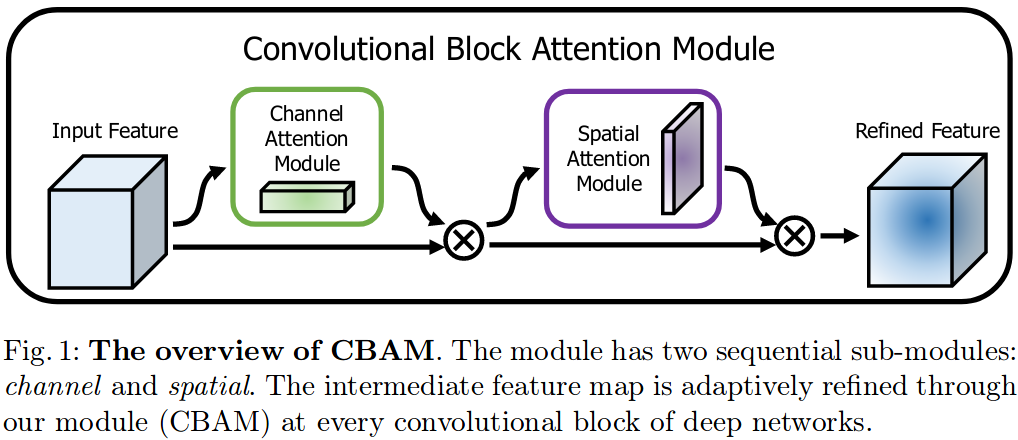 Convolutional Block Attention Module
Input Feature
Channel
Attention
Module
Spatial
Attention
Module
Refined Feature
Fig. 1: The overview of CBAM. The module has two sequential sub-modules:
channel and spatial. The intermediate feature map is adaptively refined through
our module (CBAM) at every convolutional block of deep networks.